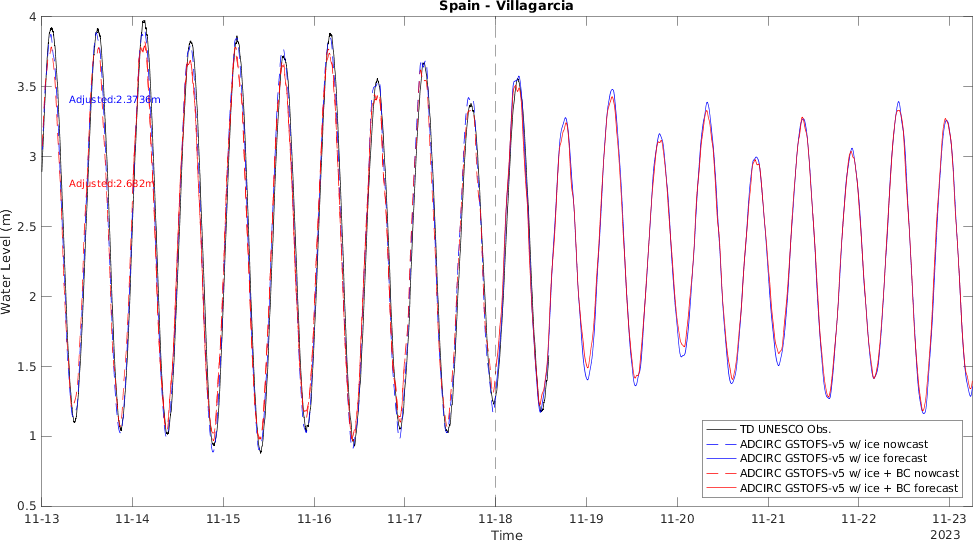 Spain - Villagarcia
4
3.5
3
2.5
2
1.5
1
0.5
Water Level (m)
Adjusted:2.3736m
Adjusted:2.632m
TD UNESCO Obs.
ADCIRC GSTOFS-v5 w/ ice nowcast
ADCIRC GSTOFS-v5 w/ ice forecast
ADCIRC GSTOFS-v5 w/ ice + BC nowcast
ADCIRC GSTOFS-v5 w/ ice + BC forecast
11-13 11-14 11-15 11-16 11-17 11-18 11-19 11-20 11-21 11-22 11-23
2023
Time